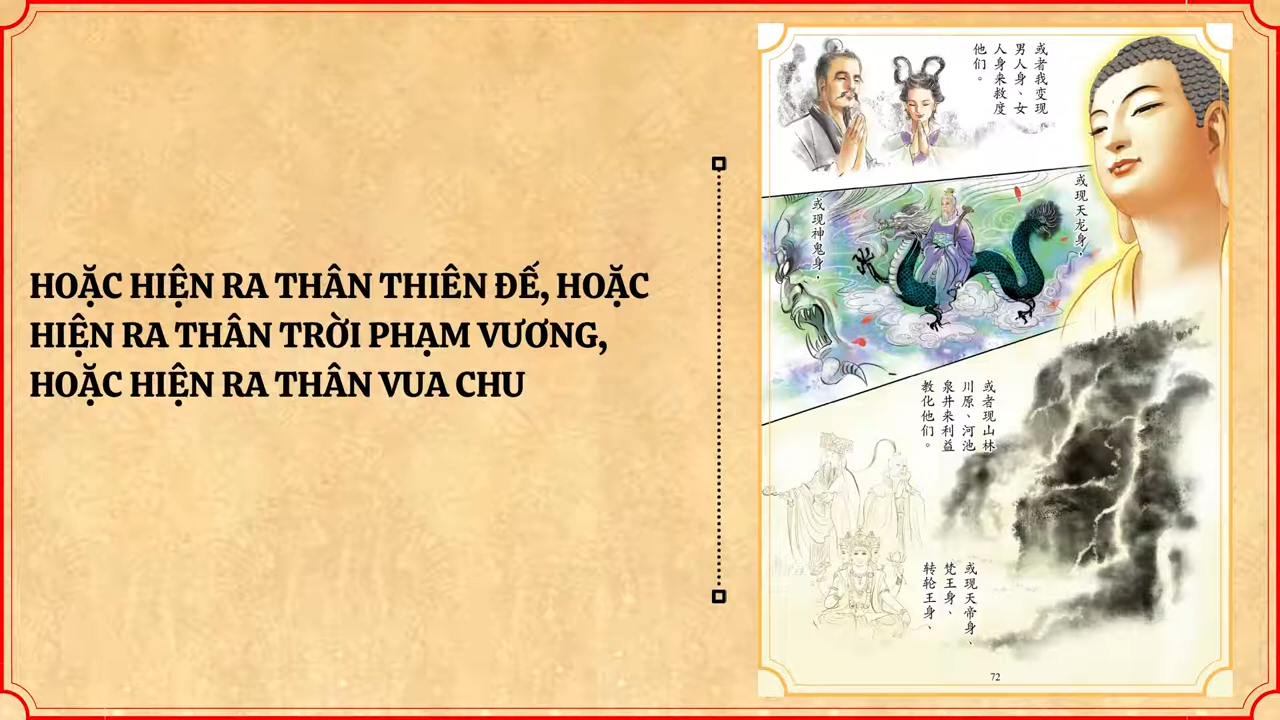 HOẶC HIỆN RA THÂN THIÊN ĐẾ, HOẶC
HIỆN RA THÂN TRỜI PHẠM VƯƠNG,
HOẶC HIỆN RA THÂN VUA CHU
或者我变现
男人身、女
人身来救度
他们。
或现天龙身，
或现神鬼身，
或者现山林
川原、河池
泉井来利益
教化他们。
或现天帝身、
梵王身、
转轮王身、
72